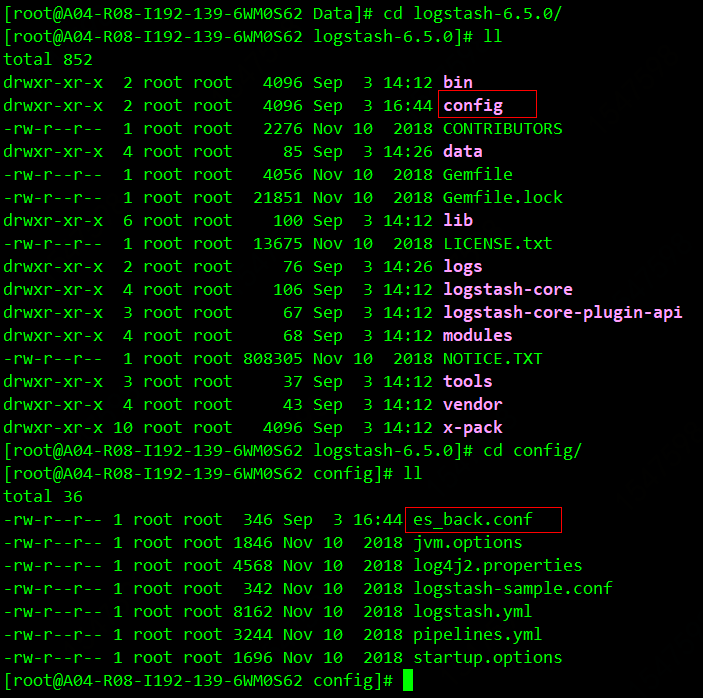 [root@A04-R08-I192-139-6WM0S62 Data]# cd logstash-6.5.0/
[root@A04-R08-I192-139-6WM0S62 logstash-6.5.0]# ll
total 852
drwxr-xr-x  2 root root   4096 Sep  3 14:12 bin
drwxr-xr-x  2 root root   4096 Sep  3 16:44 config
-rw-r--r--  1 root root   2276 Nov 10  2018 CONTRIBUTORS
drwxr-xr-x  4 root root     85 Sep  3 14:26 data
-rw-r--r--  1 root root   4056 Nov 10  2018 Gemfile
-rw-r--r--  1 root root  21851 Nov 10  2018 Gemfile.lock
drwxr-xr-x  6 root root    100 Sep  3 14:12 lib
-rw-r--r--  1 root root  13675 Nov 10  2018 LICENSE.txt
drwxr-xr-x  2 root root     76 Sep  3 14:26 logs
drwxr-xr-x  4 root root    106 Sep  3 14:12 logstash-core
drwxr-xr-x  3 root root     67 Sep  3 14:12 logstash-core-plugin-api
drwxr-xr-x  4 root root     68 Sep  3 14:12 modules
-rw-r--r--  1 root root 808305 Nov 10  2018 NOTICE.TXT
drwxr-xr-x  3 root root     37 Sep  3 14:12 tools
drwxr-xr-x  4 root root     43 Sep  3 14:12 vendor
drwxr-xr-x 10 root root   4096 Sep  3 14:12 x-pack
[root@A04-R08-I192-139-6WM0S62 logstash-6.5.0]# cd config/
[root@A04-R08-I192-139-6WM0S62 config]# ll
total 36
-rw-r--r-- 1 root root  346 Sep  3 16:44 es_back.conf
-rw-r--r-- 1 root root 1846 Nov 10  2018 jvm.options
-rw-r--r-- 1 root root 4568 Nov 10  2018 log4j2.properties
-rw-r--r-- 1 root root  342 Nov 10  2018 logstash-sample.conf
-rw-r--r-- 1 root root 8162 Nov 10  2018 logstash.yml
-rw-r--r-- 1 root root 3244 Nov 10  2018 pipelines.yml
-rw-r--r-- 1 root root 1696 Nov 10  2018 startup.options
[root@A04-R08-I192-139-6WM0S62 config]#